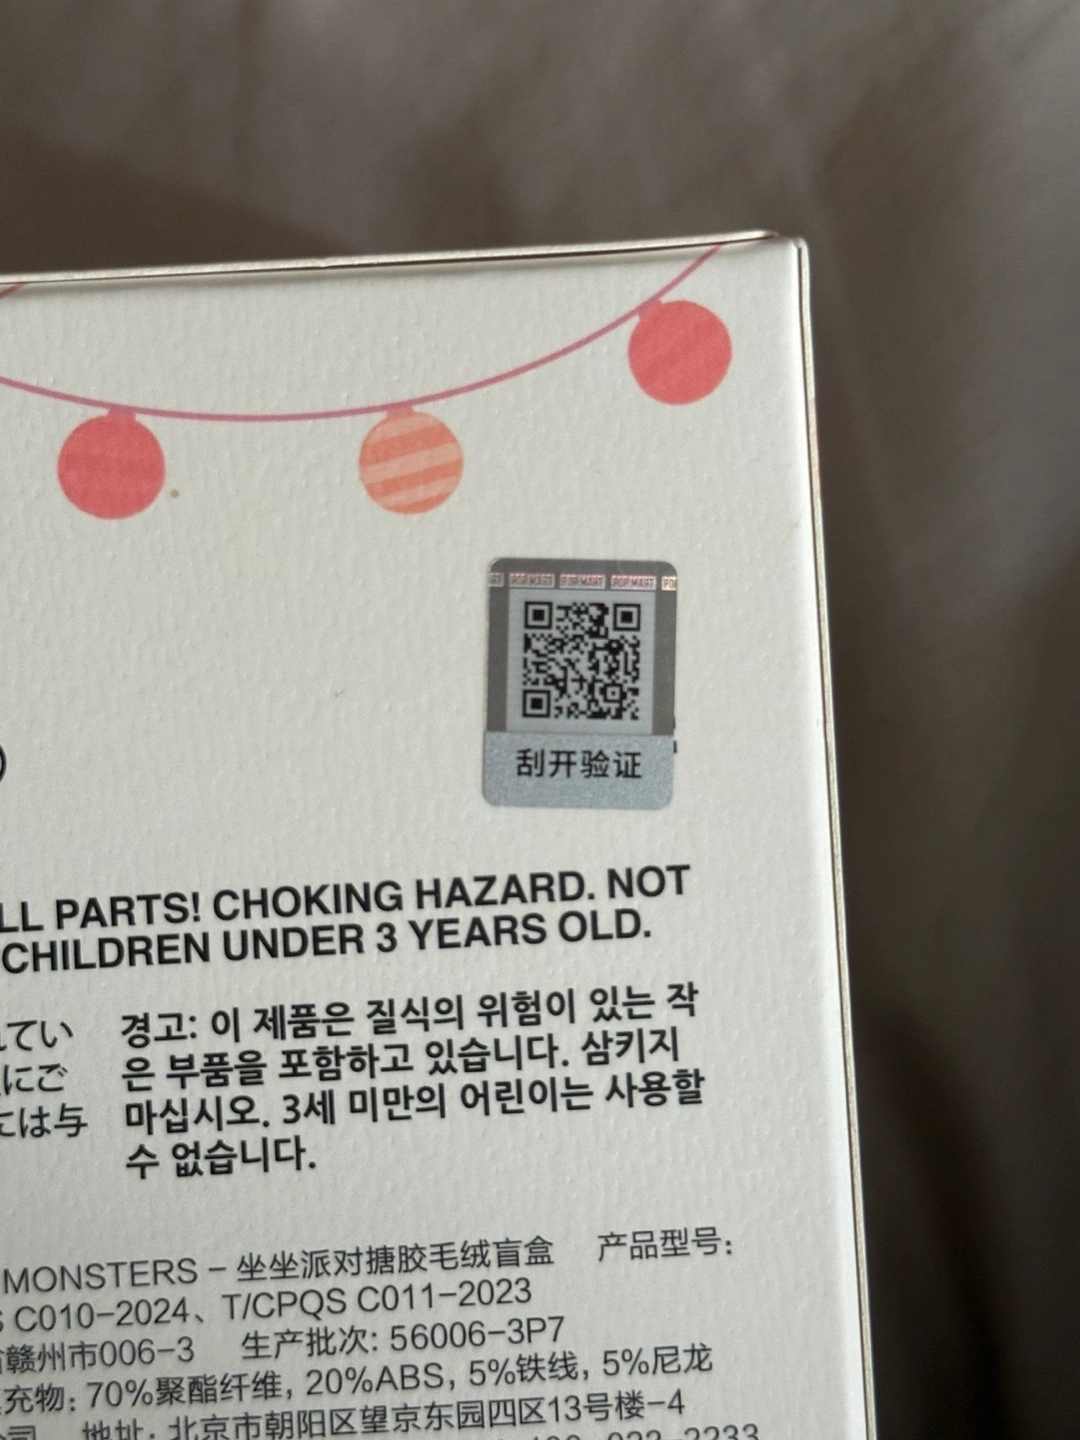 POP MART POP MART POP MART
刮开验证
PARTS! CHOKING HAZARD. NOT
CHILDREN UNDER 3 YEARS OLD.
れてい
にご
には与
경고: 이 제품은 질식의 위험이 있는 작
은 부품을 포함하고 있습니다. 삼키지
마십시오. 3세 미만의 어린이는 사용할
수 없습니다.
MONSTERS – 坐坐派对搪胶毛绒盲盒 产品型号:
C010–2024、T/CPQS C011–2023
赣州市006–3 生产批次: 56006–3P7
充物: 70%聚酯纤维, 20%ABS, 5%铁线, 5%尼龙
公司 地址: 北京市朝阳区望京东园四区13号楼–4